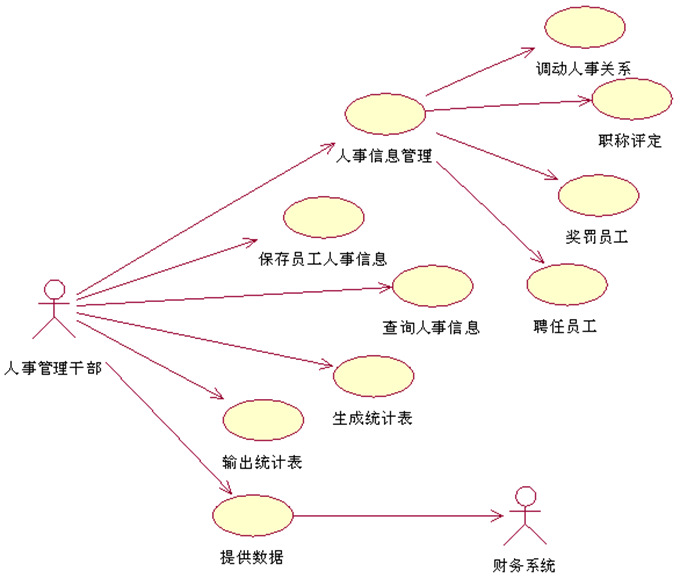 调动人事关系
职称评定
人事信息管理
奖罚员工
保存员工人事信息
查询人事信息
聘任员工
人事管理干部
生成统计表
输出统计表
提供数据
财务系统